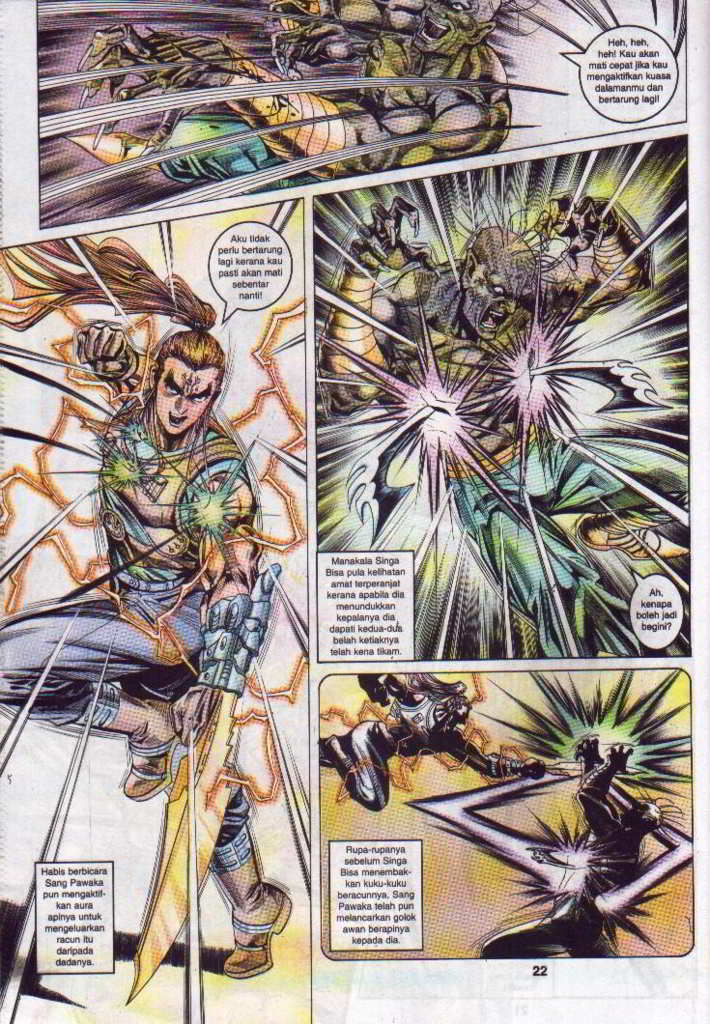 Heh, heh,
heh! Kau akan
mati cepat jika kau
mengaktifkan kuasa
dalamanmu dan
bertarung lagi!
Aku tidak
perlu bertarung
lagi kerana kau
pasti akan mati
sebentar
nanti!
Manakala Singa
Bisa pula kelihatan
amat terperanjat
kerana apabila dia
menundukkan
kepalanya dia
dapati kedua-dua
belah ketiaknya
telah kena tikam.
Ah,
kenapa
boleh jadi
begini?
Habis berbicara
Sang Pawaka
pun mengaktif-
kan aura
apinya untuk
mengeluarkan
racun itu
daripada
dadanya.
Rupa-rupanya
sebelum Singa
Bisa menembak-
kan kuku-kuku
beracunnya, Sang
Pawaka telah pun
melancarkan golok
awan berapinya
kepada dia.
22